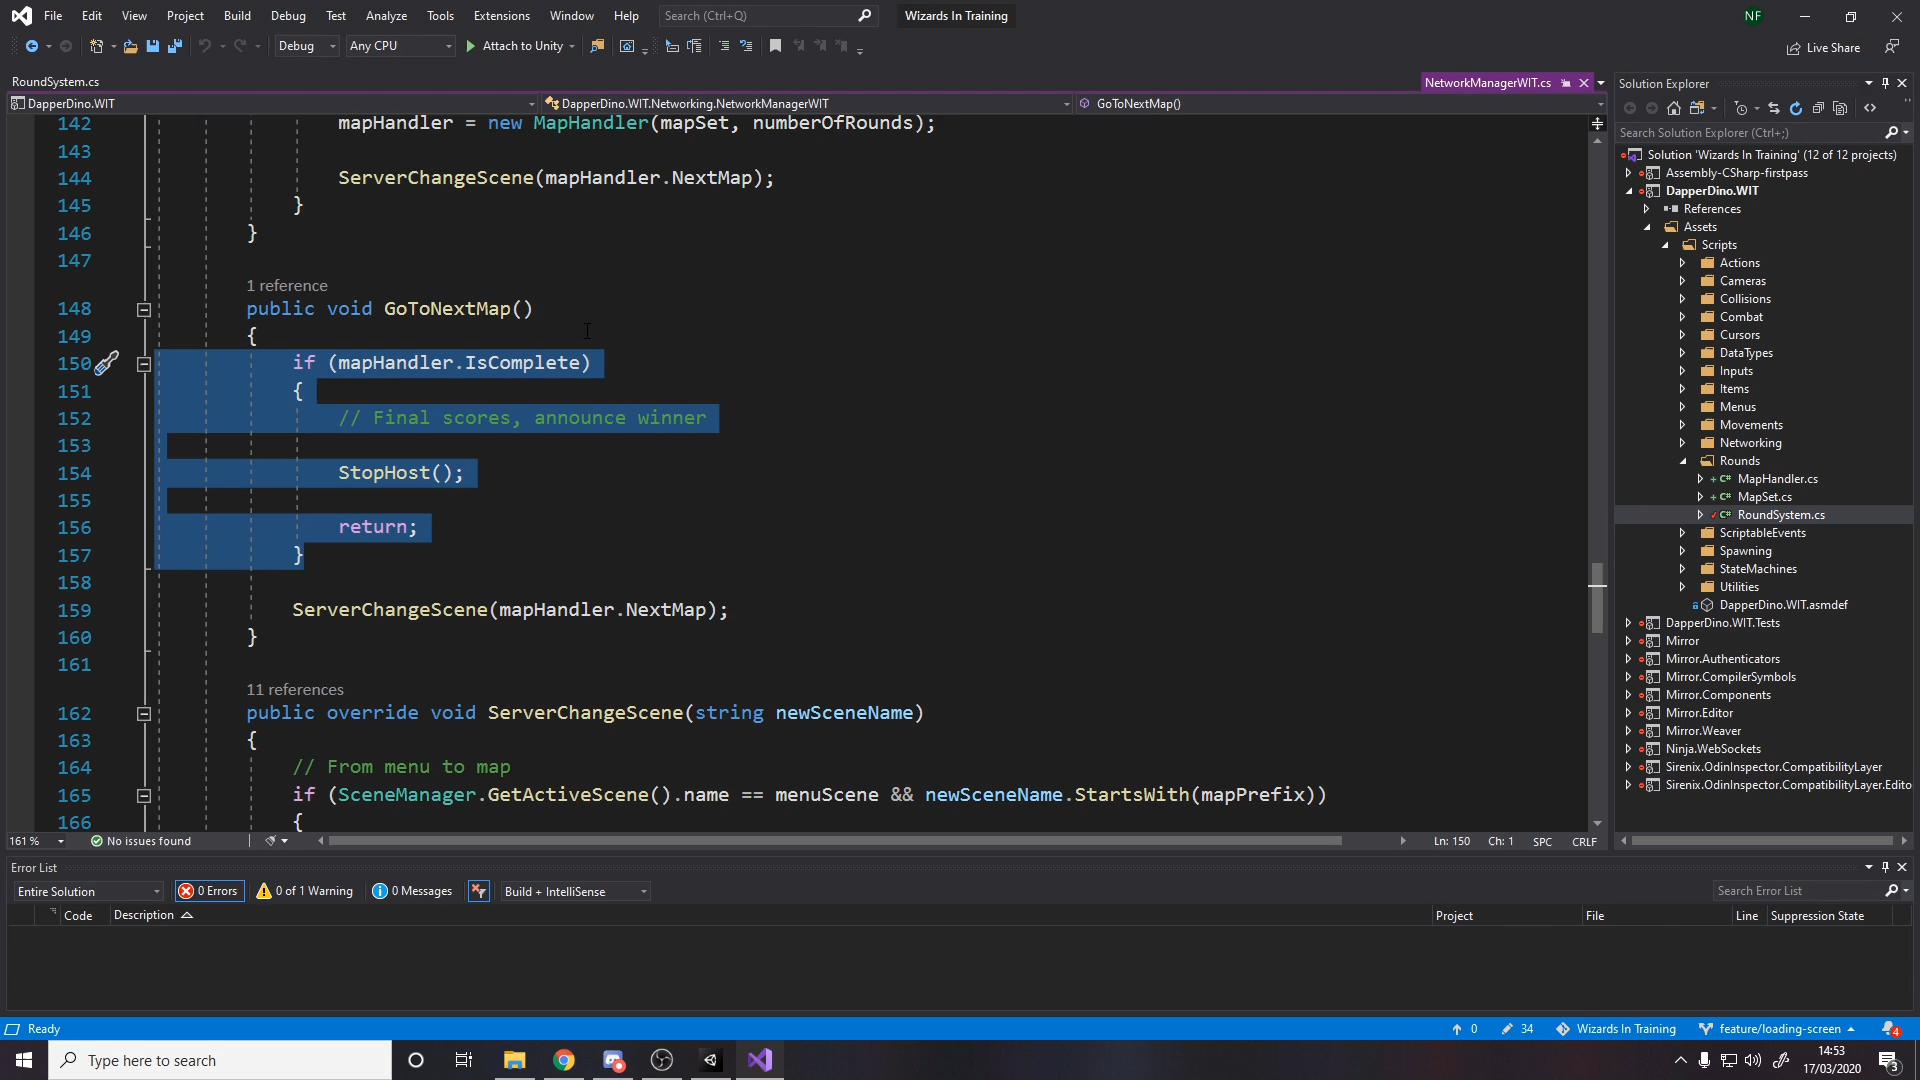 File Edit View Project Build Debug Test Analyze Tools Extensions Window Help Search (Ctrl+Q) Wizards In Training NF
Debug Any CPU Attach to Unity Live Share
RoundSystem.cs NetworkManagerWIT.cs
DapperDino.WIT DapperDino.WIT.Networking.NetworkManagerWIT GoToNextMap()
142 mapHandler = new MapHandler(mapSet, numberOfRounds);
143
144 ServerChangeScene(mapHandler.NextMap);
145 }
146 }
147
1 reference
148 public void GoToNextMap()
149 {
150 if (mapHandler.IsComplete)
151 {
152 // Final scores, announce winner
153
154 StopHost();
155
156 return;
157 }
158
159 ServerChangeScene(mapHandler.NextMap);
160 }
161
11 references
162 public override void ServerChangeScene(string newSceneName)
163 {
164 // From menu to map
165 if (SceneManager.GetActiveScene().name == menuScene && newSceneName.StartsWith(mapPrefix))
166 {
161 % No issues found Ln: 150 Ch: 1 SPC CRLF
Solution Explorer
Search Solution Explorer (Ctrl+;)
Solution 'Wizards In Training' (12 of 12 projects)
Assembly-CSharp-firstpass
DapperDino.WIT
References
Assets
Scripts
Actions
Cameras
Collisions
Combat
Cursors
DataTypes
Inputs
Items
Menus
Movements
Networking
Rounds
C# MapHandler.cs
C# MapSet.cs
C# RoundSystem.cs
ScriptableEvents
Spawning
StateMachines
Utilities
DapperDino.WIT.asmdef
DapperDino.WIT.Tests
Mirror
Mirror.Authenticators
Mirror.CompilerSymbols
Mirror.Components
Mirror.Editor
Mirror.Weaver
Ninja.WebSockets
Sirenix.OdinInspector.CompatibilityLayer
Sirenix.OdinInspector.CompatibilityLayer.Edito
Error List
Entire Solution 0 Errors 0 of 1 Warning 0 Messages Build + IntelliSense Search Error List
Code Description Project File Line Suppression State
Ready 0 34 Wizards In Training feature/loading-screen 4
Type here to search 14:53
17/03/2020 3